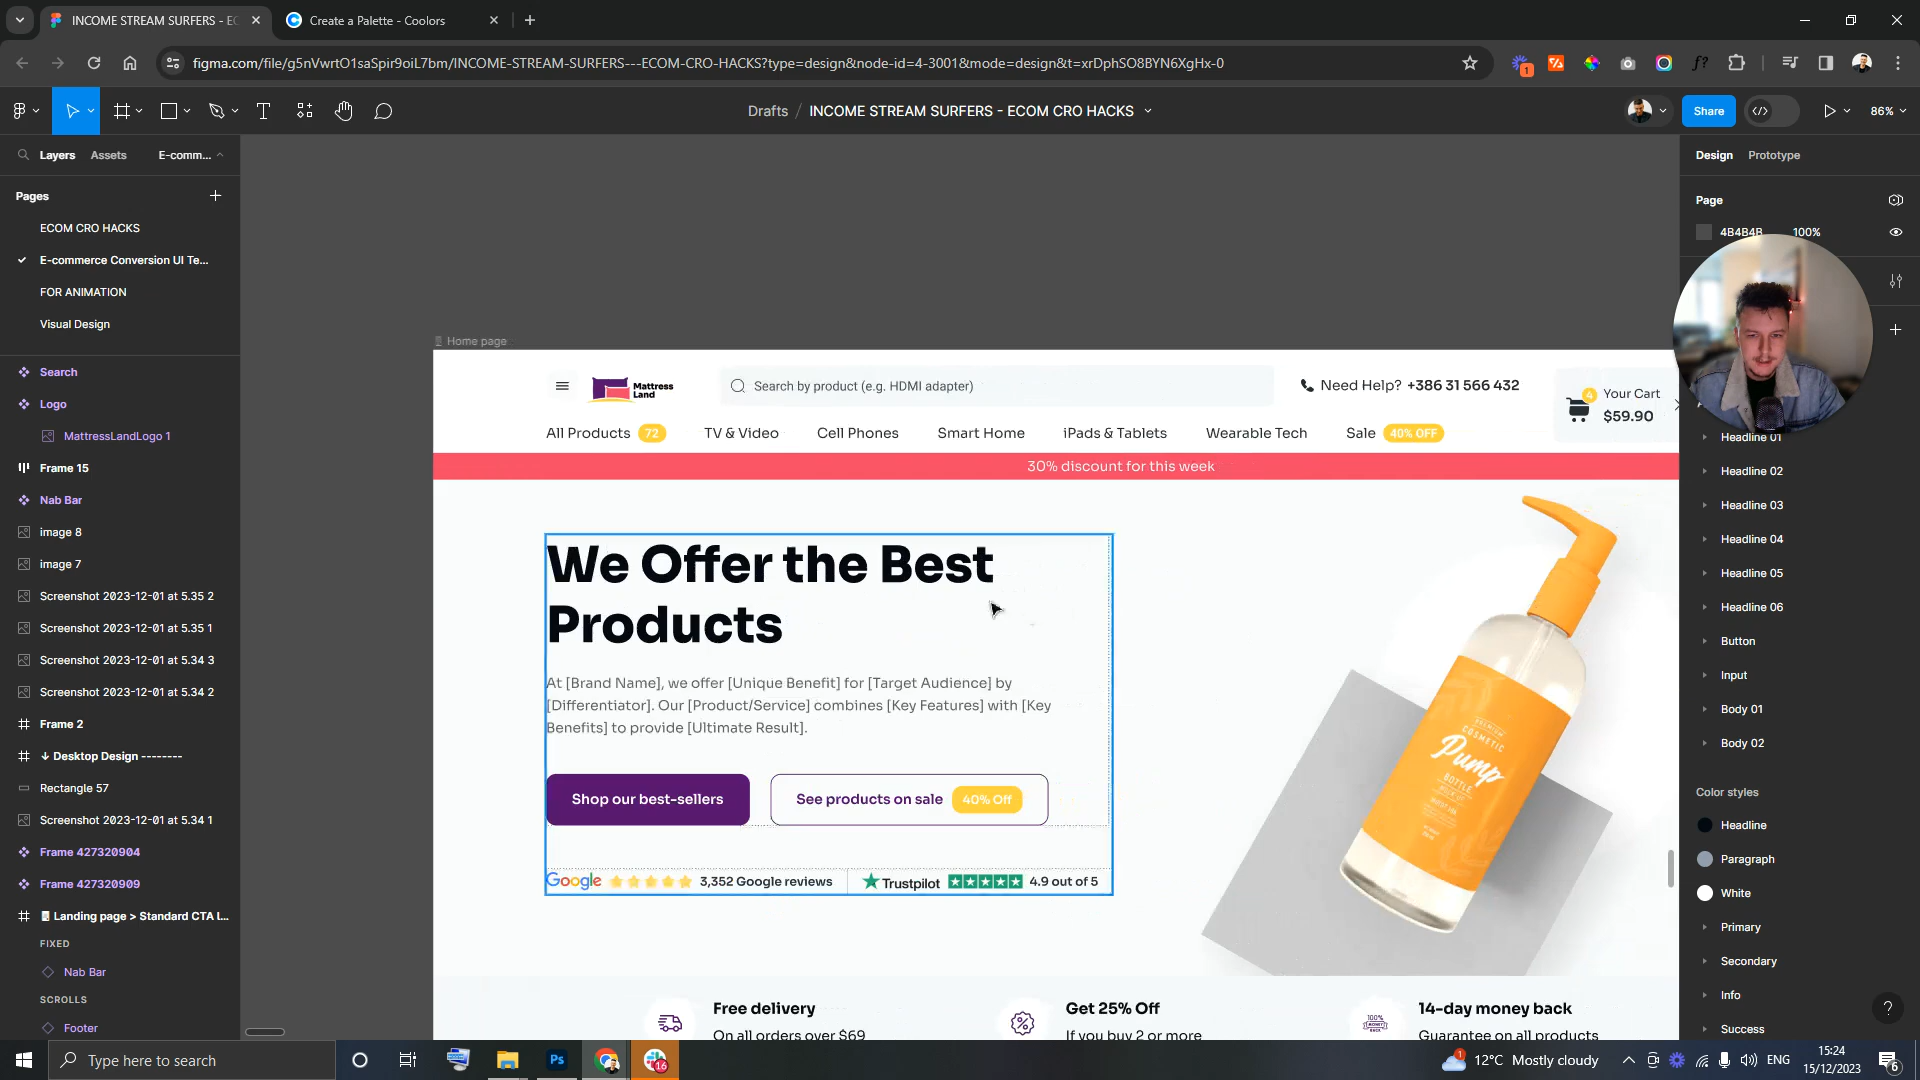 INCOME STREAM SURFERS - EC
Create a Palette - Coolors
figma.com/file/g5nVwrtO1saSpir9oiL7bm/INCOME-STREAM-SURFERS---ECOM-CRO-HACKS?type=design&node-id=4-3001&mode=design&t=xrDphSO8BYN6XgHx-0
1
Drafts / INCOME STREAM SURFERS - ECOM CRO HACKS
Share
86%
Layers
Assets
E-comm...
Pages
ECOM CRO HACKS
E-commerce Conversion UI Te...
FOR ANIMATION
Visual Design
Search
Logo
MattressLandLogo 1
Frame 15
Nab Bar
image 8
image 7
Screenshot 2023-12-01 at 5.35 2
Screenshot 2023-12-01 at 5.35 1
Screenshot 2023-12-01 at 5.34 3
Screenshot 2023-12-01 at 5.34 2
Frame 2
↓ Desktop Design --------
Rectangle 57
Screenshot 2023-12-01 at 5.34 1
Frame 427320904
Frame 427320909
Landing page > Standard CTA l...
FIXED
Nab Bar
SCROLLS
Footer
Home page
Mattress
Land
Search by product (e.g. HDMI adapter)
Need Help? +386 31 566 432
4
Your Cart
$59.90
All Products 72
TV & Video
Cell Phones
Smart Home
iPads & Tablets
Wearable Tech
Sale 40% OFF
30% discount for this week
We Offer the Best
Products
At [Brand Name], we offer [Unique Benefit] for [Target Audience] by
[Differentiator]. Our [Product/Service] combines [Key Features] with [Key
Benefits] to provide [Ultimate Result].
Shop our best-sellers
See products on sale 40% Off
Google 3,352 Google reviews
Trustpilot 4.9 out of 5
PREMIUM
COSMETIC
Pump
BOTTLE
Free delivery
On all orders over $69
Get 25% Off
If you buy 2 or more
100%
14-day money back
Guarantee on all products
Design
Prototype
Page
4B4B4B 100%
Headline 01
Headline 02
Headline 03
Headline 04
Headline 05
Headline 06
Button
Input
Body 01
Body 02
Color styles
Headline
Paragraph
White
Primary
Secondary
Info
Success
?
Type here to search
Ps
16
1
12°C Mostly cloudy
ENG
15:24
15/12/2023
6